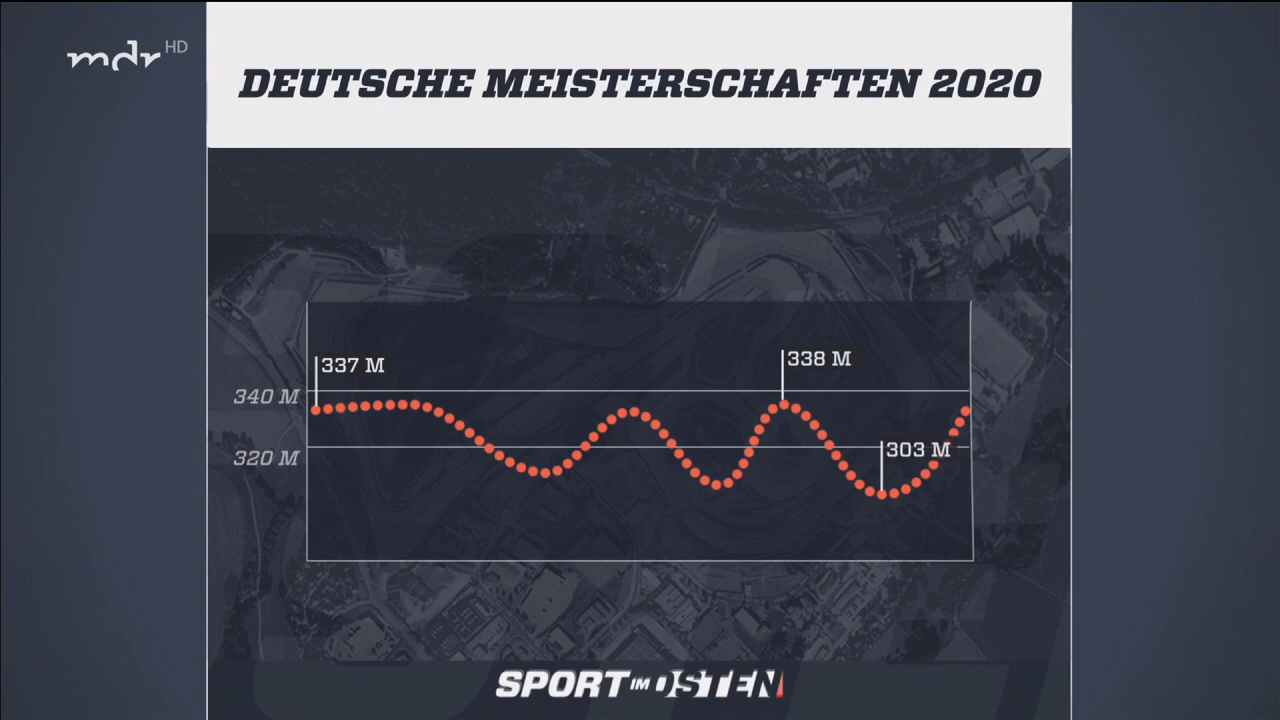 mdr HD
DEUTSCHE MEISTERSCHAFTEN 2020
337 M
338 M
340 M
303 M
320 M
SPORT IM OSTEN